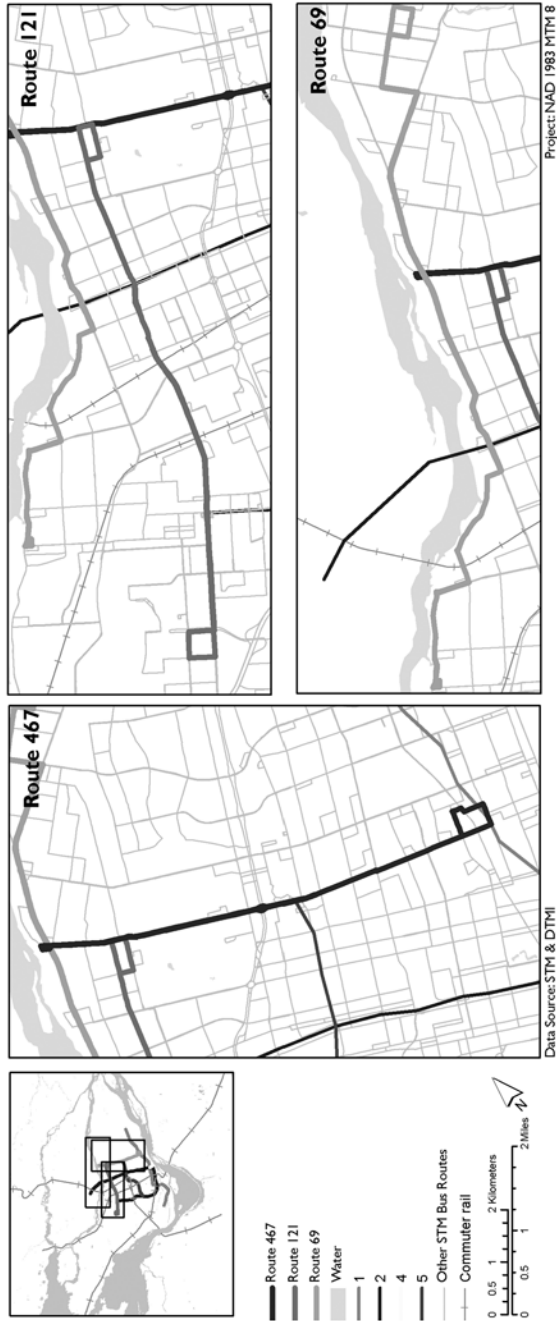 Route 467
Route 121
Route 69
Water
1
2
4
5
Other STM Bus Routes
Commuter rail
0 0.5 1 2 Kilometers
0 0.5 1 2 Miles
N
Route 467
Data Source: STM & DTMI
Route 121
Route 69
Project: NAD 1983 MTM 8